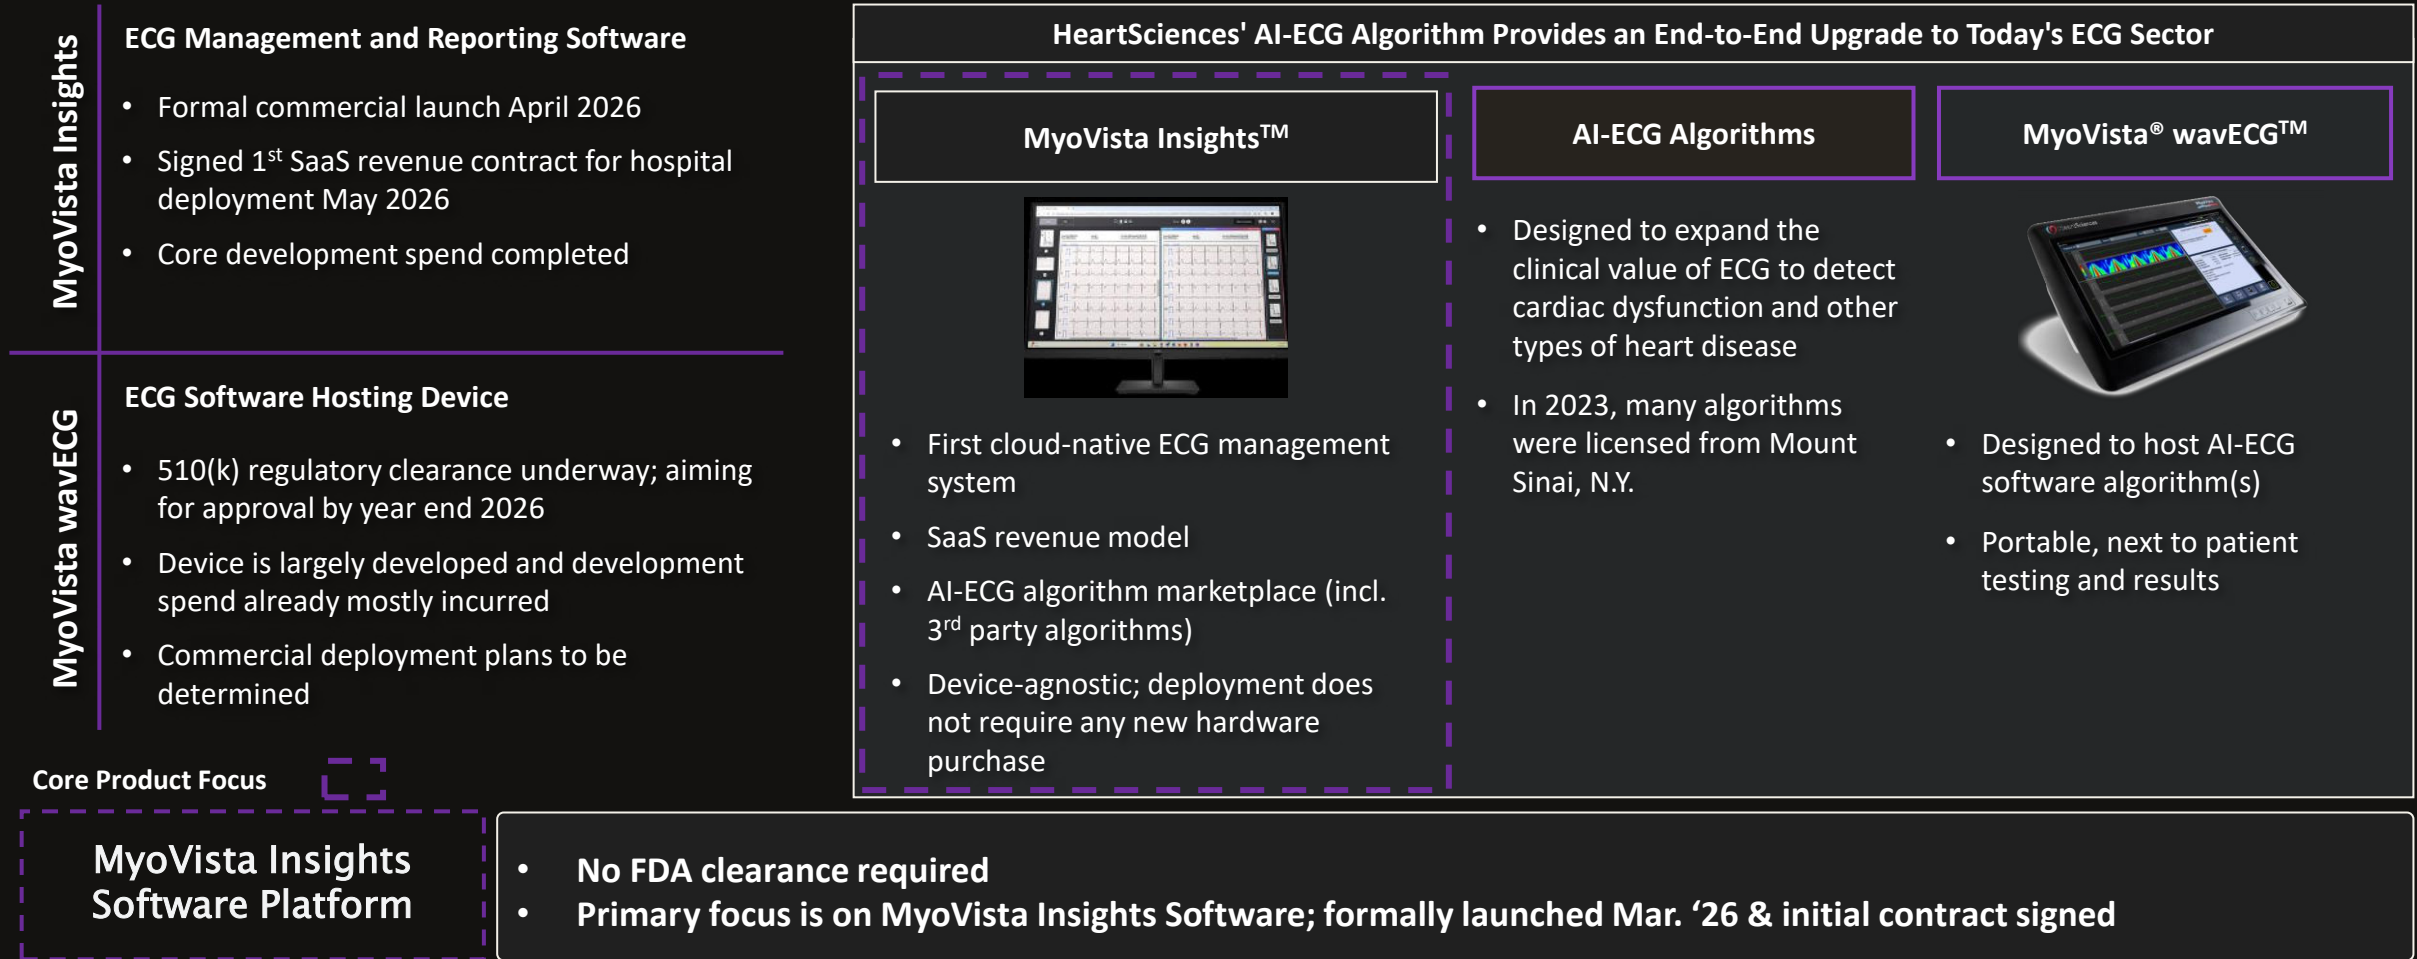 MyoVista Insights
ECG Management and Reporting Software
• Formal commercial launch April 2026
• Signed 1st SaaS revenue contract for hospital
deployment May 2026
• Core development spend completed
MyoVista wavECG
ECG Software Hosting Device
• 510(k) regulatory clearance underway; aiming
for approval by year end 2026
• Device is largely developed and development
spend already mostly incurred
• Commercial deployment plans to be
determined
Core Product Focus
HeartSciences' AI-ECG Algorithm Provides an End-to-End Upgrade to Today's ECG Sector
MyoVista Insights™
• First cloud-native ECG management
system
• SaaS revenue model
• AI-ECG algorithm marketplace (incl.
3rd party algorithms)
• Device-agnostic; deployment does
not require any new hardware
purchase
AI-ECG Algorithms
• Designed to expand the
clinical value of ECG to detect
cardiac dysfunction and other
types of heart disease
• In 2023, many algorithms
were licensed from Mount
Sinai, N.Y.
MyoVista® wavECG™
• Designed to host AI-ECG
software algorithm(s)
• Portable, next to patient
testing and results
MyoVista Insights
Software Platform
• No FDA clearance required
• Primary focus is on MyoVista Insights Software; formally launched Mar. ‘26 & initial contract signed